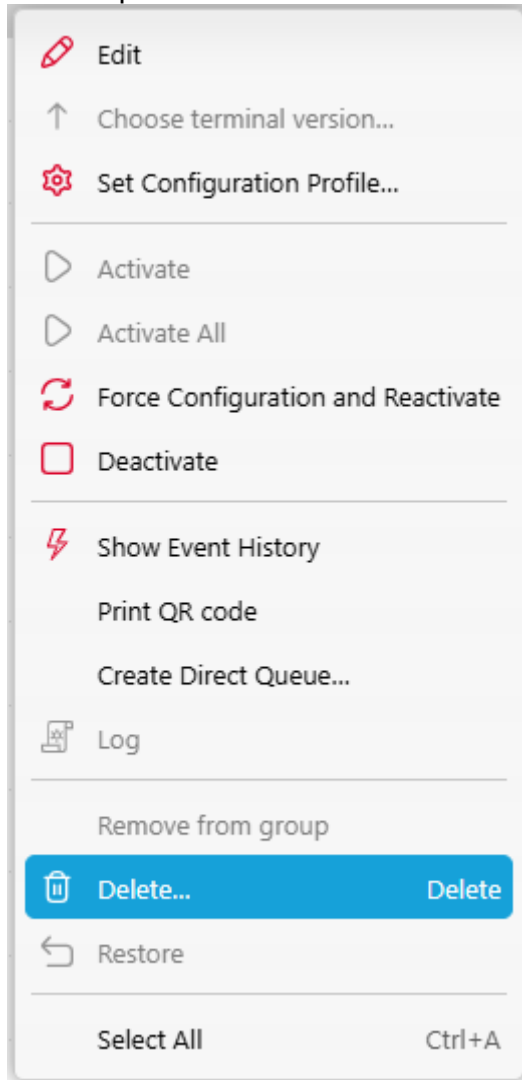 Edit
Choose terminal version...
Set Configuration Profile...
Activate
Activate All
Force Configuration and Reactivate
Deactivate
Show Event History
Print QR code
Create Direct Queue...
Log
Remove from group
Delete... Delete
Restore
Select All Ctrl+A